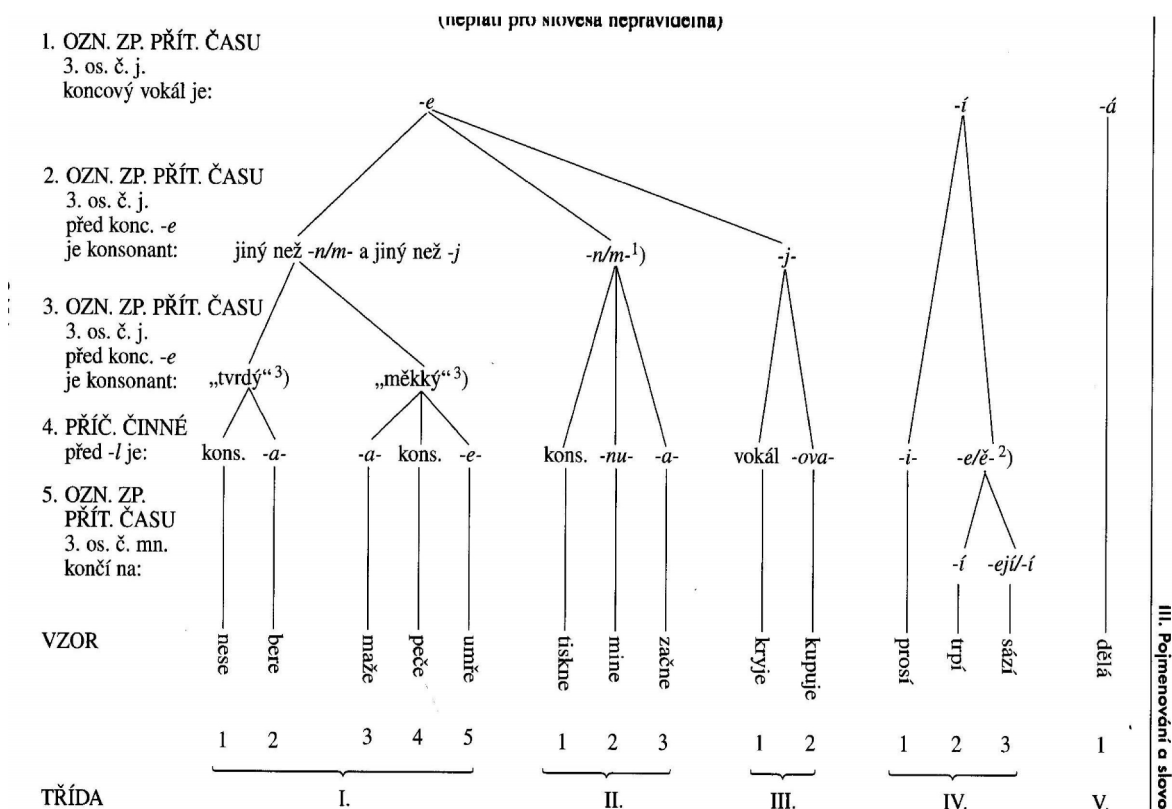 (neplatí pro slovesa nepravidelná)
1. OZN. ZP. PŘÍT. ČASU
3. os. č. j.
koncový vokál je:
-e -í -á
2. OZN. ZP. PŘÍT. ČASU
3. os. č. j.
před konc. -e
je konsonant: jiný než -n/m- a jiný než -j -n/m-1) -j-
3. OZN. ZP. PŘÍT. ČASU
3. os. č. j.
před konc. -e
je konsonant: „tvrdý“3) „měkký“3)
4. PŘÍČ. ČINNÉ
před -l je: kons. -a- -a- kons. -e- kons. -nu- -a- vokál -ova- -i- -e/ě-2)
5. OZN. ZP.
PŘÍT. ČASU
3. os. č. mn.
končí na: -í -ejí/-í
VZOR nese bere maže peče umře tiskne mine začne kryje kupuje prosí trpí sází dělá
1 2 3 4 5 1 2 3 1 2 1 2 3 1
TŘÍDA I. II. III. IV. V.
III. Pojmenování a slovo